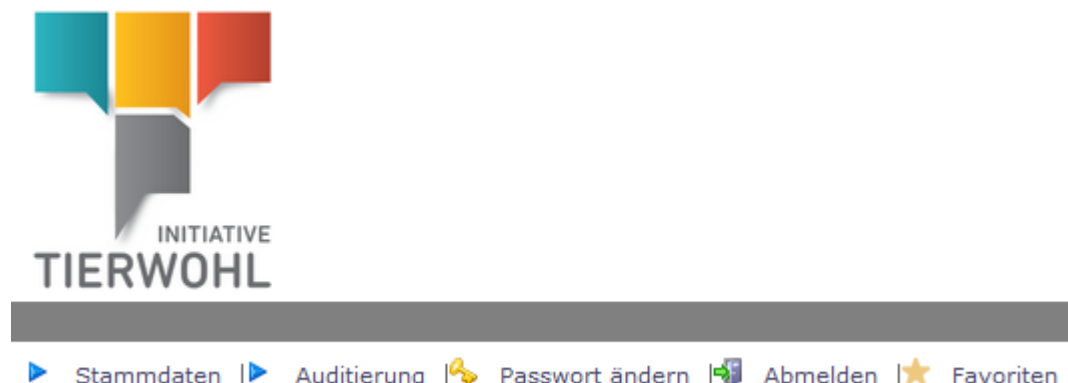 INITIATIVE
TIERWOHL
Stammdaten | Auditierung | Passwort ändern | Abmelden | Favoriten